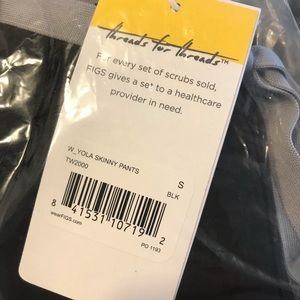 threads for threads™
For every set of scrubs sold,
FIGS gives a set* to a healthcare
provider in need.
W_YOLA SKINNY PANTS S
TW2000 BLK
8 41531 10719 2
wearFIGS.com PO 1193